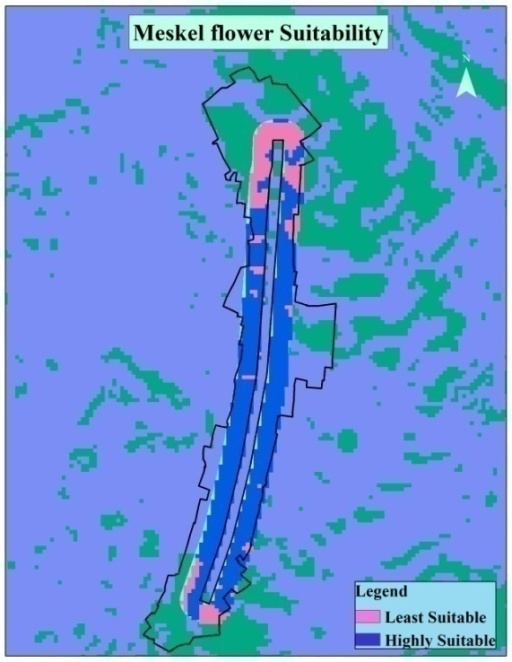 Meskel flower Suitability
N
Legend
Least Suitable
Highly Suitable